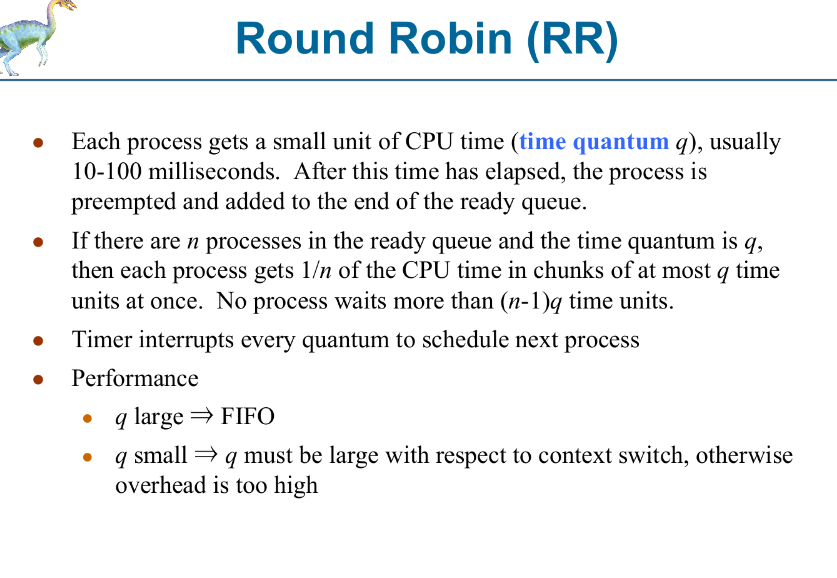 Round Robin (RR)
● Each process gets a small unit of CPU time (time quantum q), usually
10-100 milliseconds.  After this time has elapsed, the process is
preempted and added to the end of the ready queue.
● If there are n processes in the ready queue and the time quantum is q,
then each process gets 1/n of the CPU time in chunks of at most q time
units at once.  No process waits more than (n-1)q time units.
● Timer interrupts every quantum to schedule next process
● Performance
● q large ⇒ FIFO
● q small ⇒ q must be large with respect to context switch, otherwise
overhead is too high